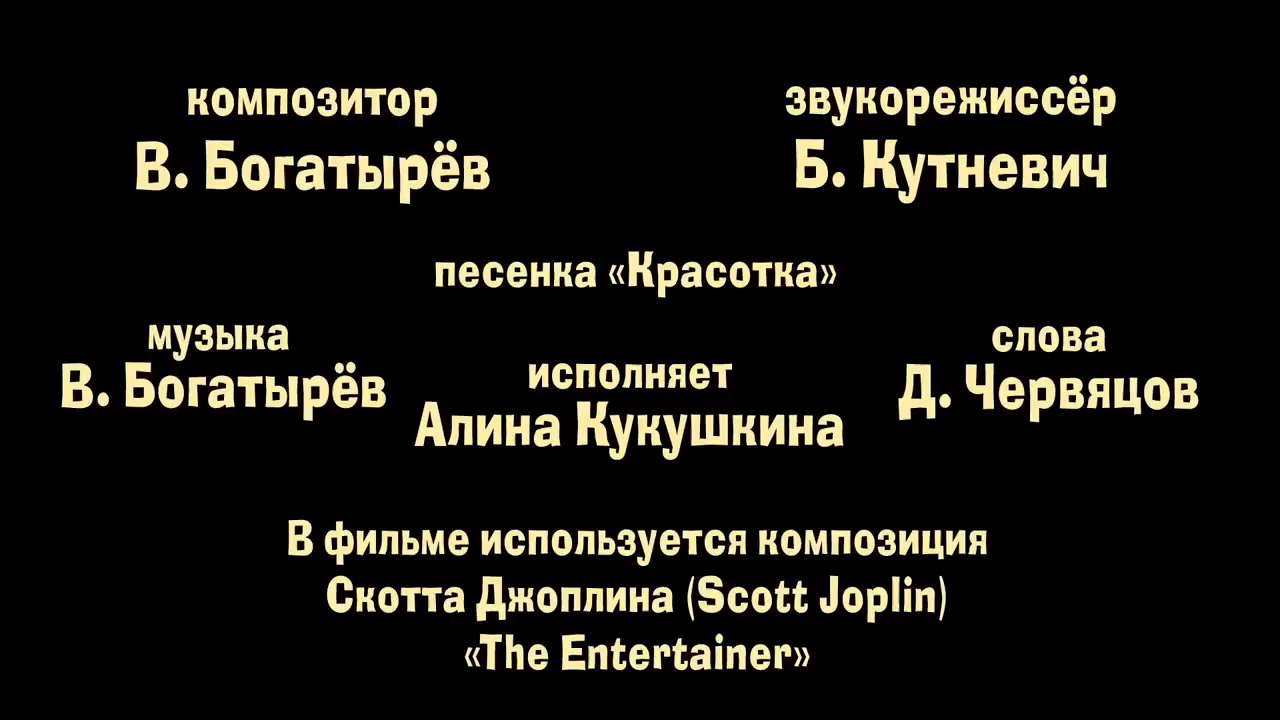 композитор
В. Богатырёв
звукорежиссёр
Б. Кутневич
песенка «Красотка»
музыка
В. Богатырёв
исполняет
Алина Кукушкина
слова
Д. Червяцов
В фильме используется композиция
Скотта Джоплина (Scott Joplin)
«The Entertainer»